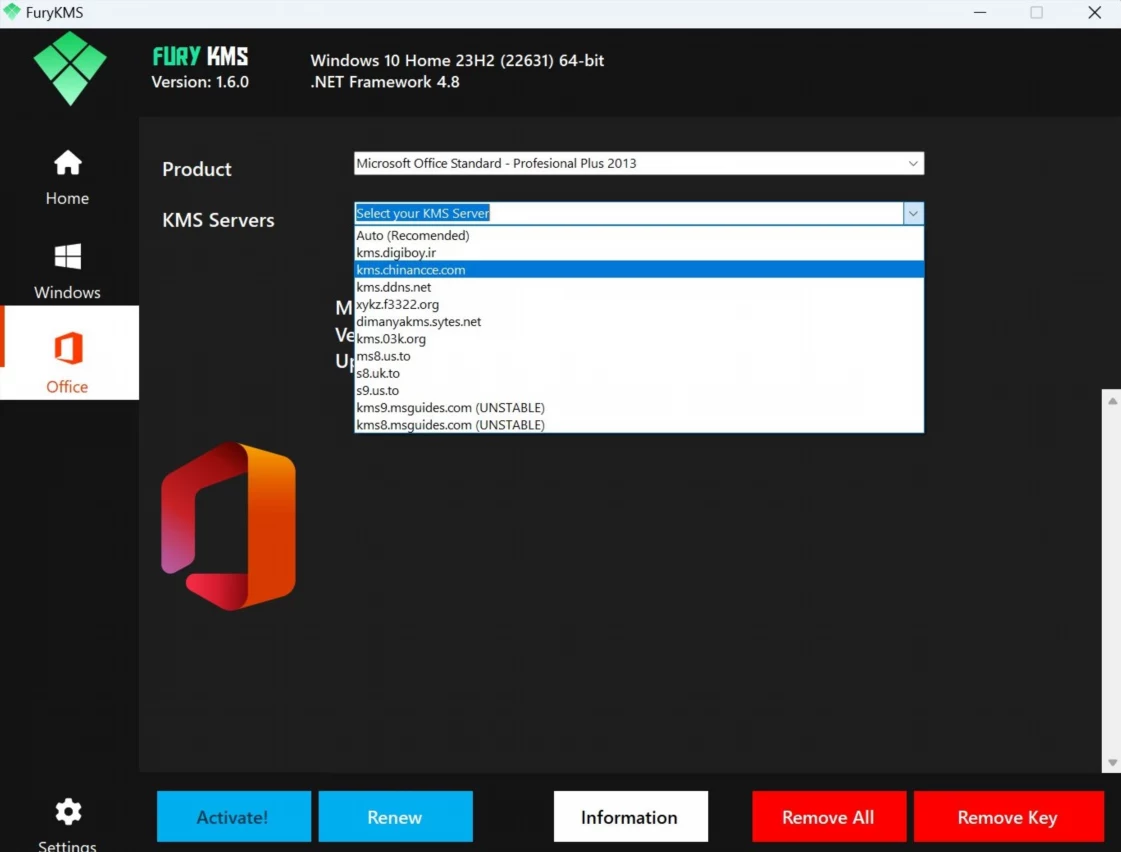 FuryKMS
FURY KMS
Version: 1.6.0
Windows 10 Home 23H2 (22631) 64-bit
.NET Framework 4.8
Home
Windows
Office
Settings
Product
Microsoft Office Standard - Profesional Plus 2013
KMS Servers
Select your KMS Server
Auto (Recomended)
kms.digiboy.ir
kms.chinancce.com
kms.ddns.net
xykz.f3322.org
dimanyakms.sytes.net
kms.03k.org
ms8.us.to
s8.uk.to
s9.us.to
kms9.msguides.com (UNSTABLE)
kms8.msguides.com (UNSTABLE)
Activate!
Renew
Information
Remove All
Remove Key